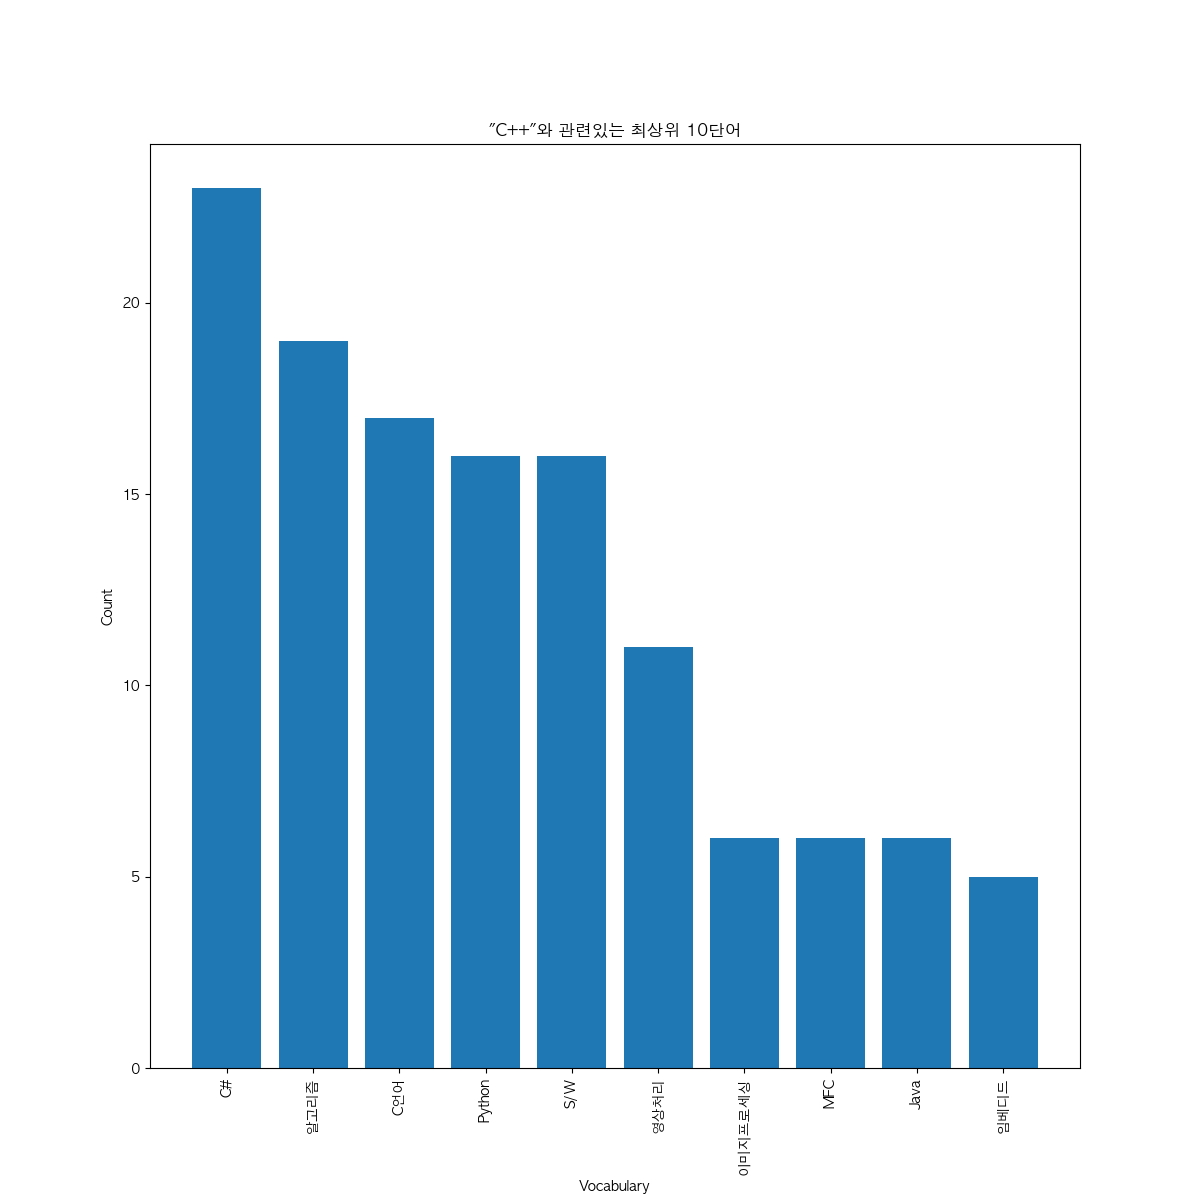 "C++"와 관련있는 최상위 10단어
Count
20
15
10
5
0
C#
알고리즘
C언어
Python
S/W
영상처리
이미지프로세싱
MFC
Java
임베디드
Vocabulary